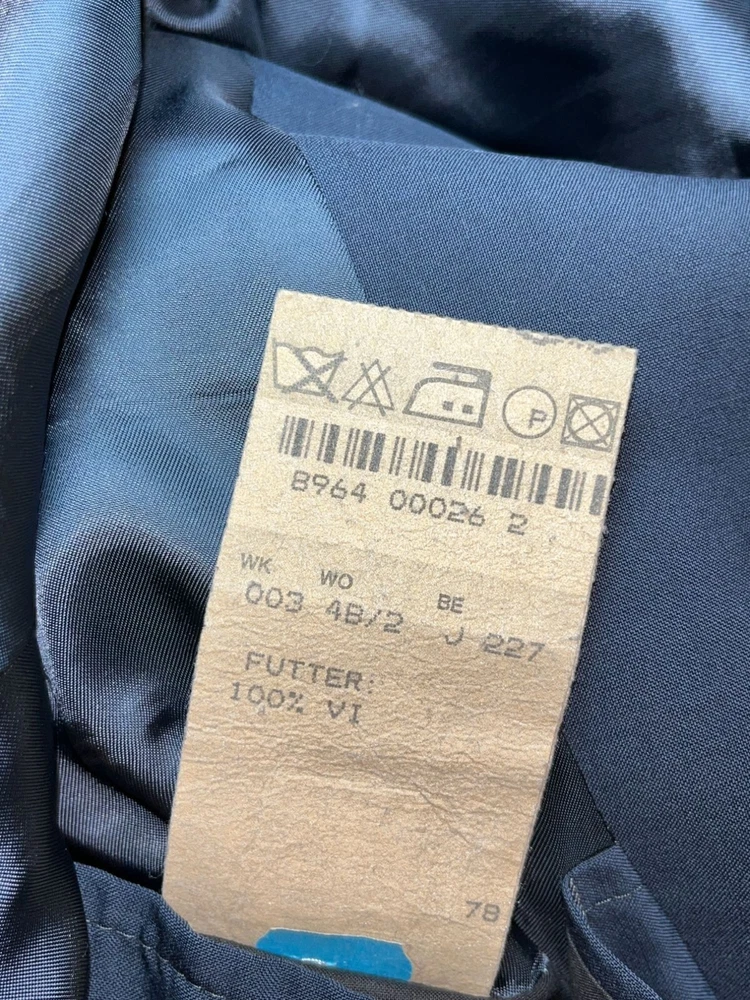 P
8964 00026 2
WK WO BE
003 48/2 J 227
FUTTER:
100% VI
78